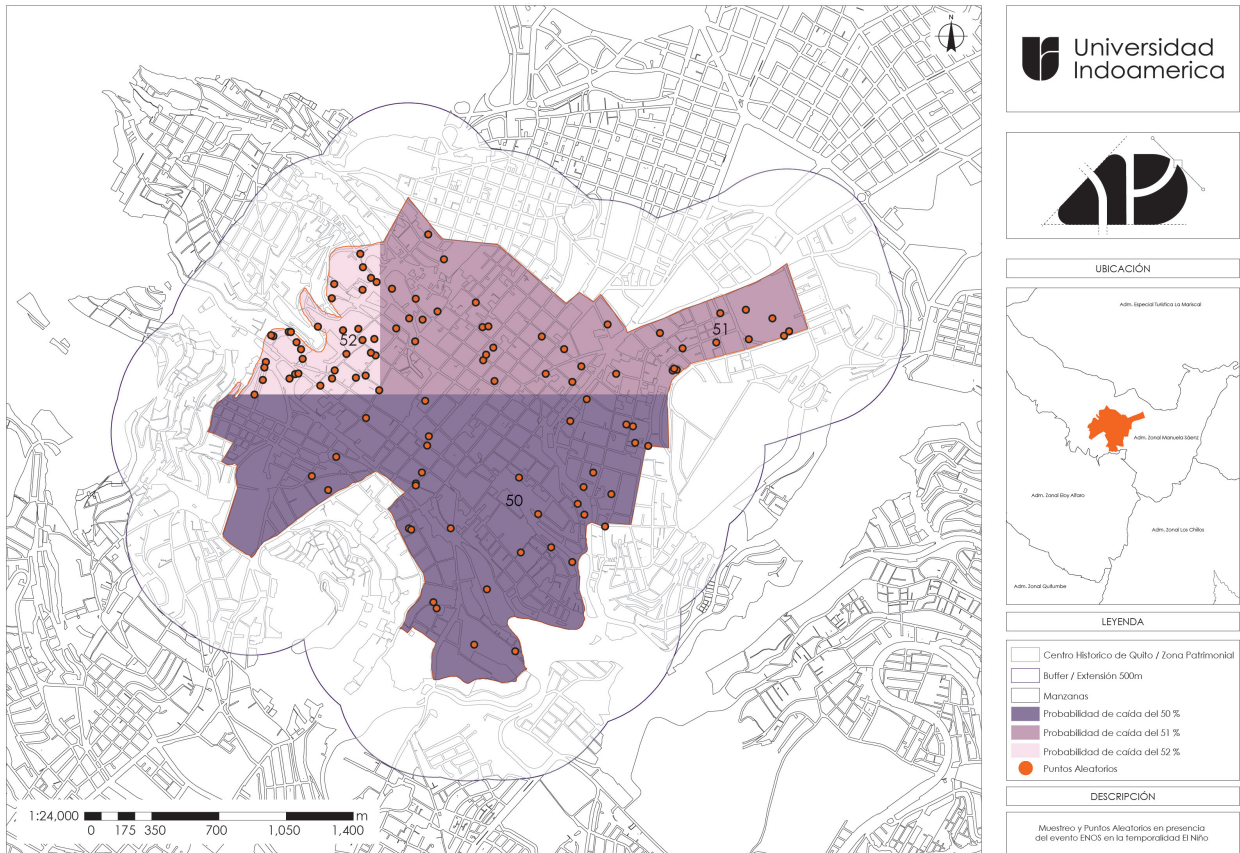 N
52
51
50
1:24,000
0 175 350 700 1,050 1,400 m
Universidad
Indoamerica
UBICACIÓN
Adm. Especial Turistica La Mariscal
Adm. Zonal Manuela Sáenz
Adm. Zonal Eloy Alfaro
Adm. Zonal Los Chillos
Adm. Zonal Quitumbe
LEYENDA
Centro Historico de Quito / Zona Patrimonial
Buffer / Extensión 500m
Manzanas
Probabilidad de caída del 50 %
Probabilidad de caída del 51 %
Probabilidad de caída del 52 %
Puntos Aleatorios
DESCRIPCIÓN
Muestreo y Puntos Aleatorios en presencia
del evento ENOS en la temporalidad El Niño